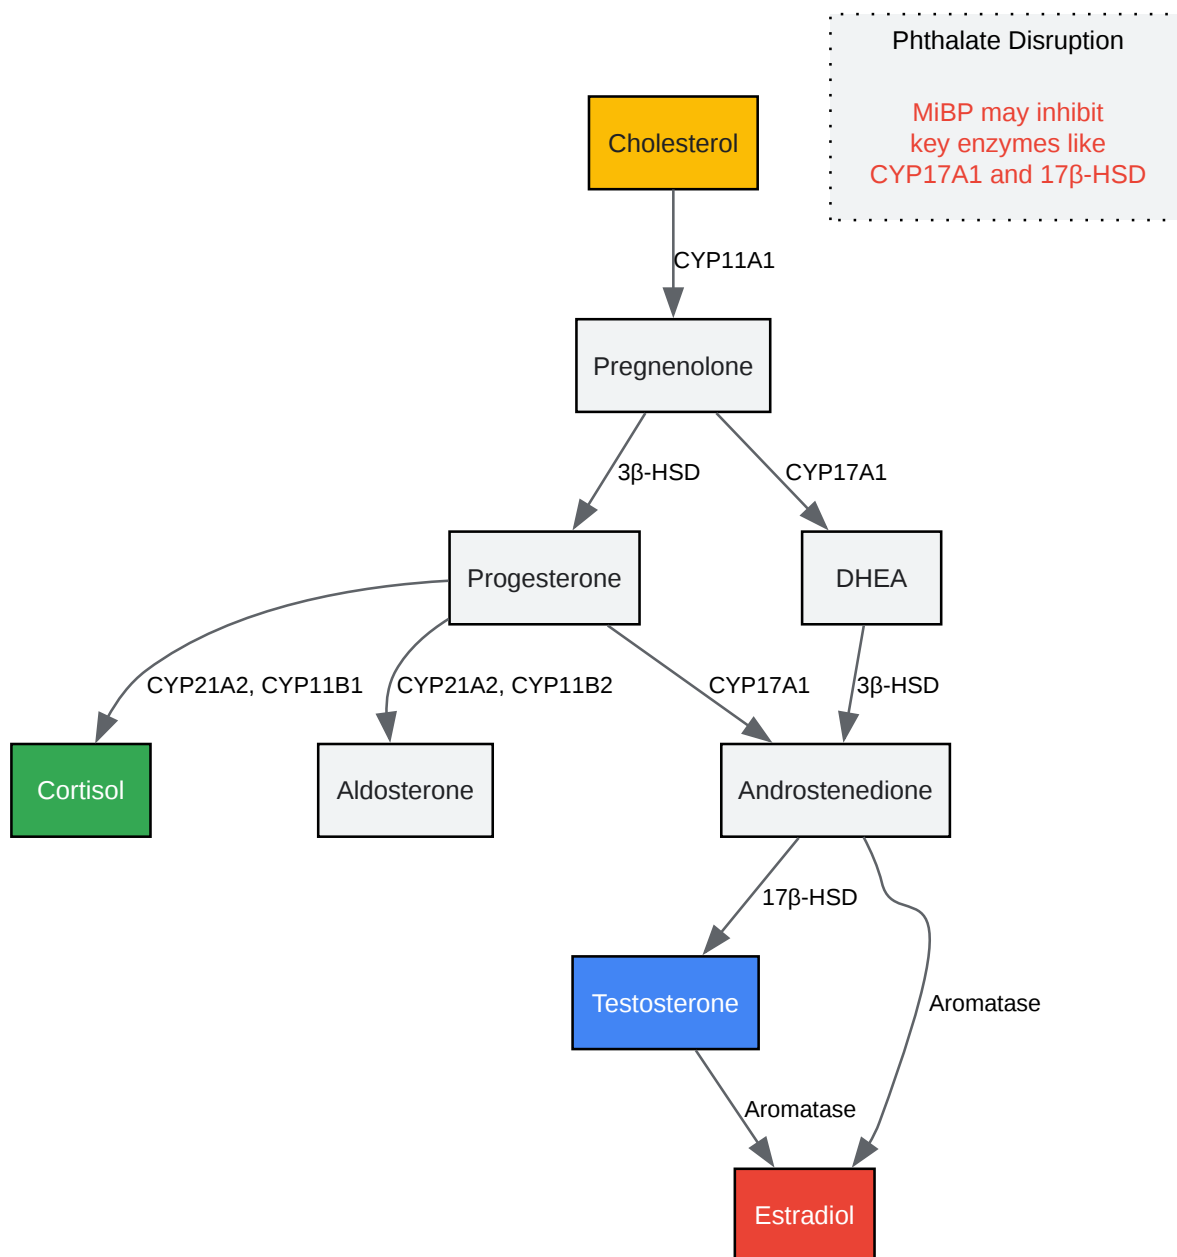 Phthalate Disruption
MiBP may inhibit
key enzymes like
CYP17A1 and 17β-HSD
Cholesterol
CYP11A1
Pregnenolone
3β-HSD
CYP17A1
Progesterone
DHEA
CYP21A2, CYP11B1
CYP21A2, CYP11B2
CYP17A1
3β-HSD
Cortisol
Aldosterone
Androstenedione
17β-HSD
Testosterone
Aromatase
Aromatase
Estradiol